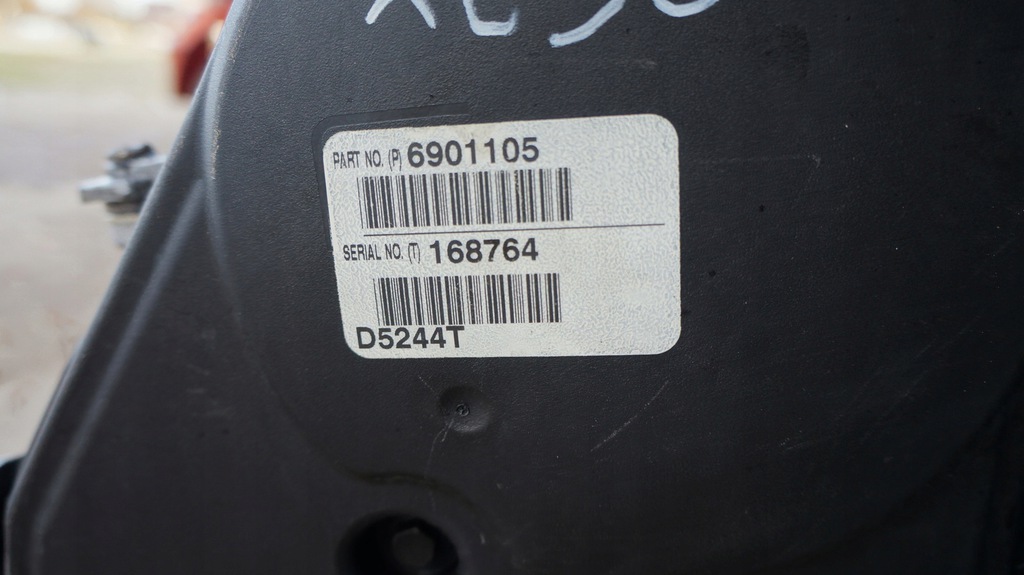 PART NO. (P) 6901105
SERIAL NO. (T) 168764
D5244T